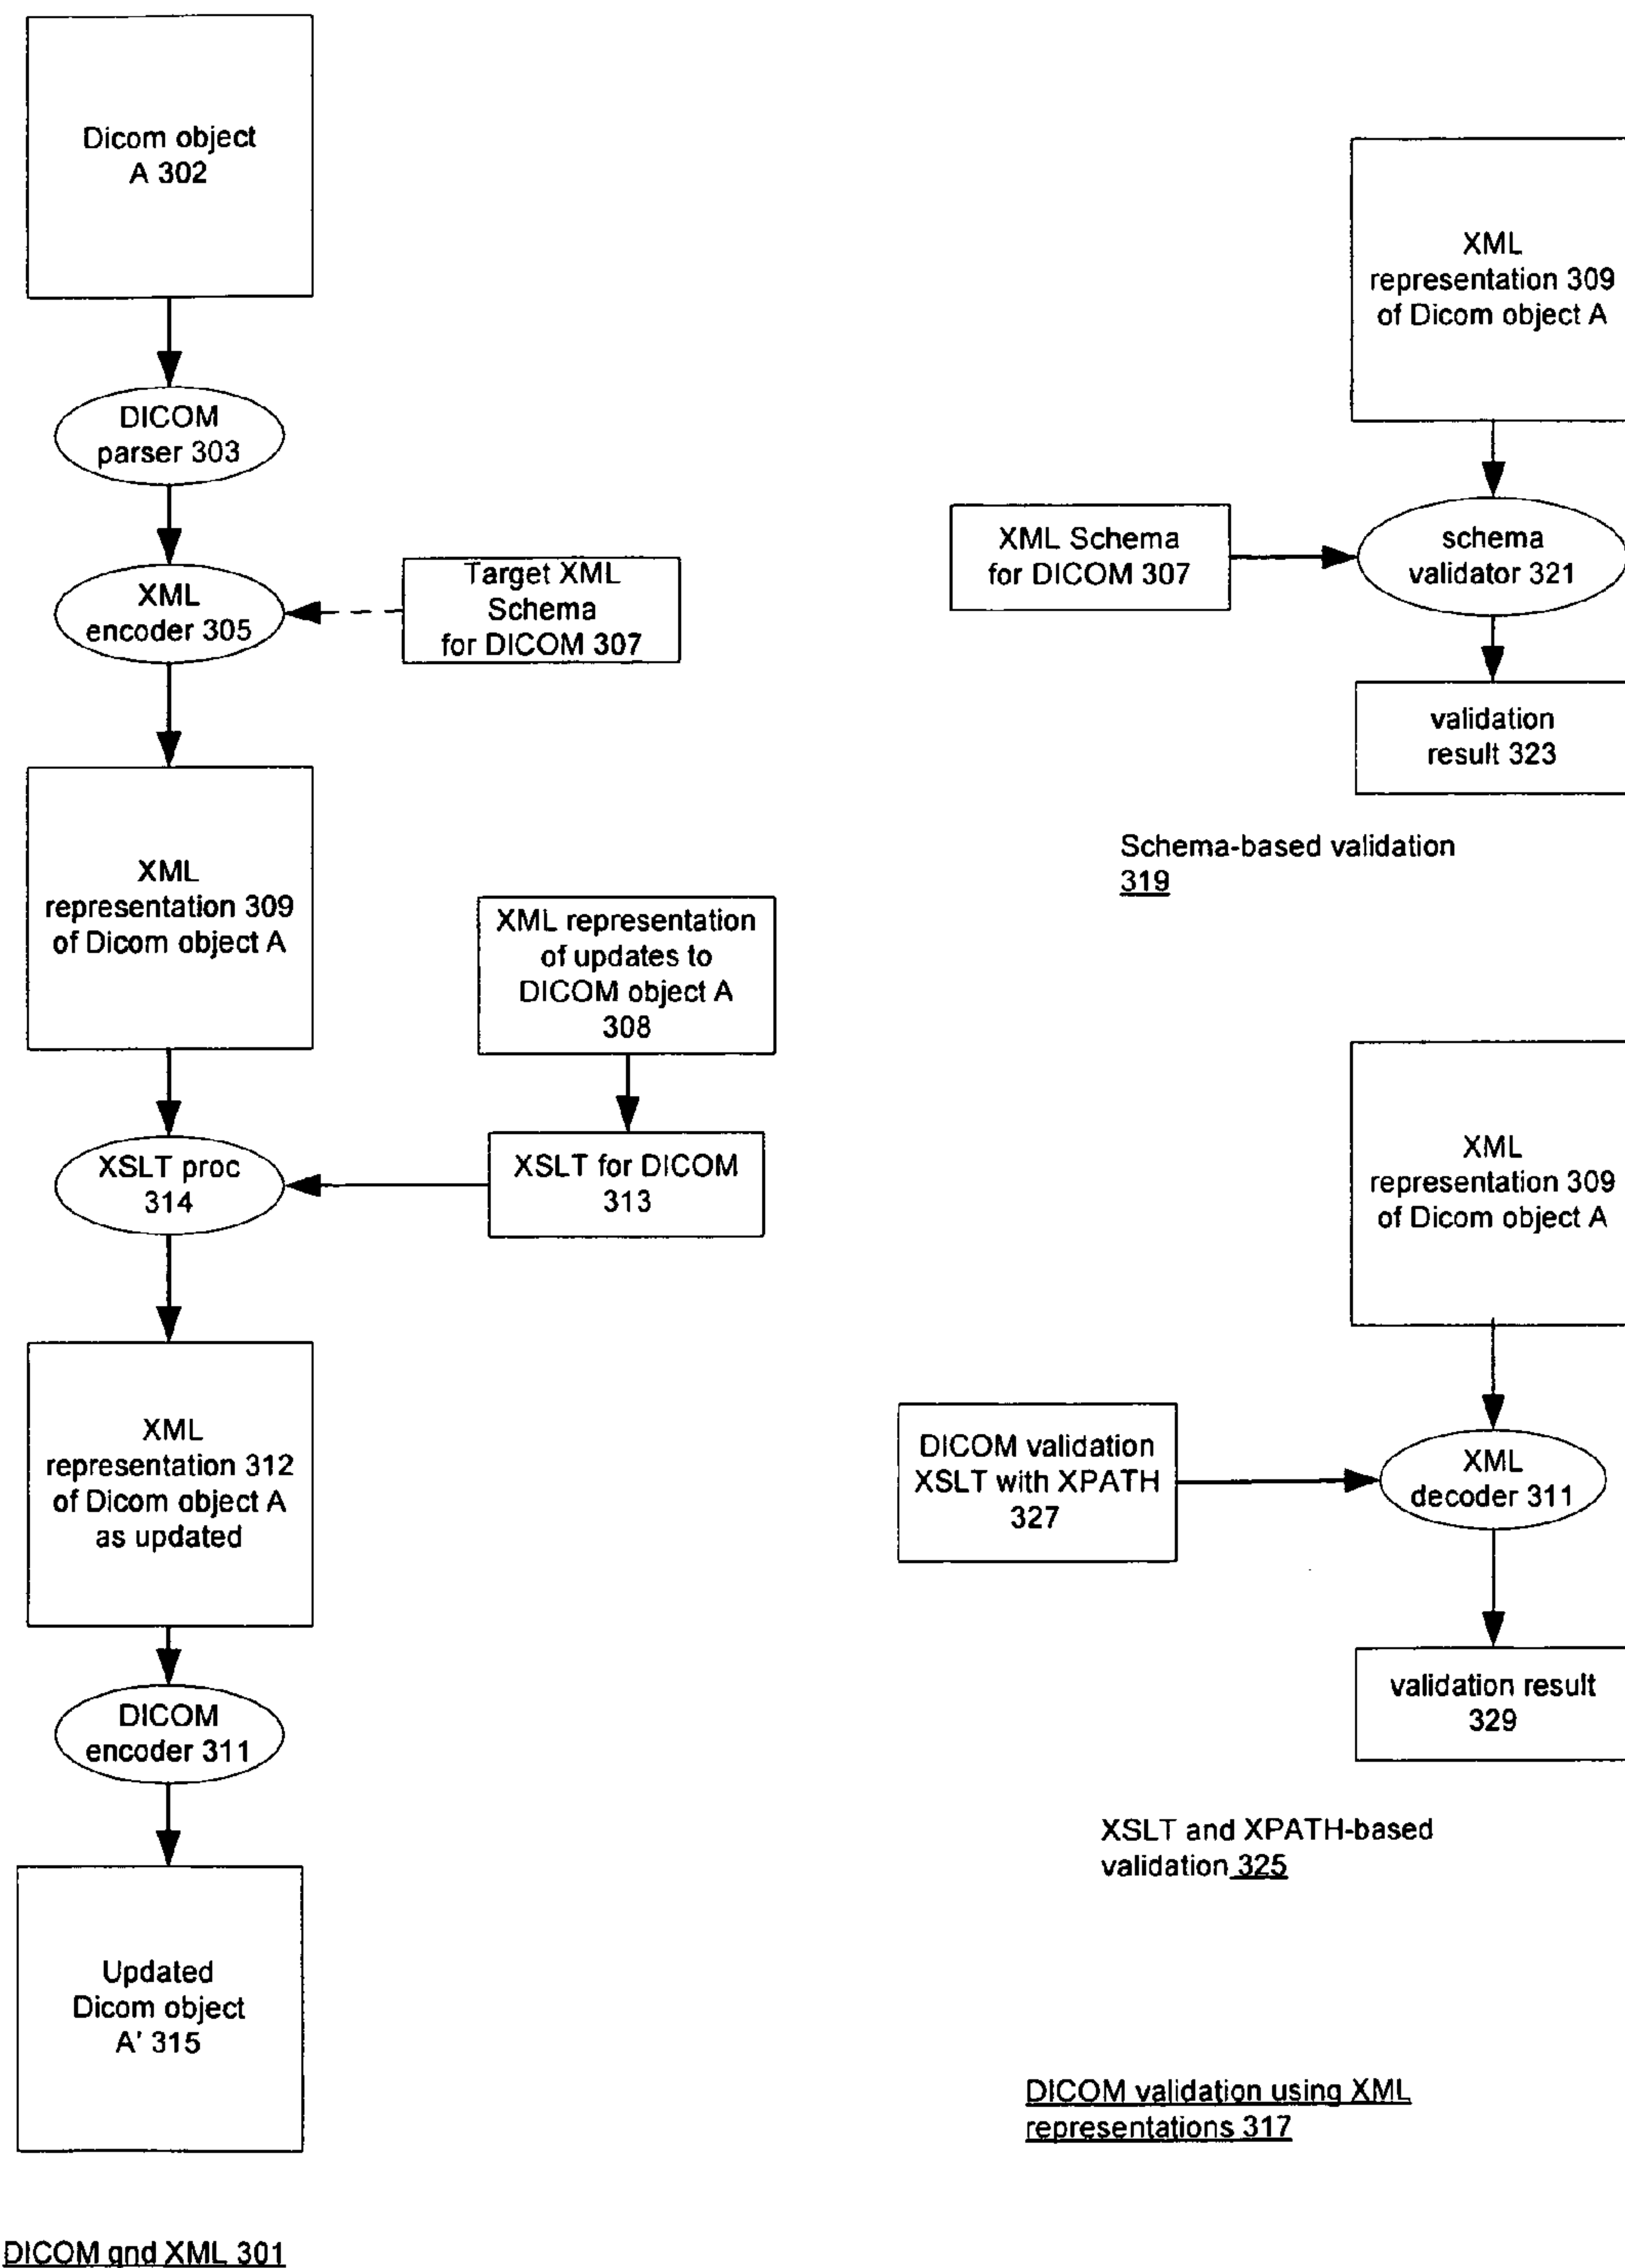 Dicom object
A 302
DICOM
parser 303
XML
encoder 305
Target XML
Schema
for DICOM 307
XML
representation 309
of Dicom object A
XML representation
of updates to
DICOM object A
308
XSLT proc
314
XSLT for DICOM
313
XML
representation 312
of Dicom object A
as updated
DICOM
encoder 311
Updated
Dicom object
A' 315
DICOM and XML 301
XML
representation 309
of Dicom object A
XML Schema
for DICOM 307
schema
validator 321
validation
result 323
Schema-based validation
319
XML
representation 309
of Dicom object A
DICOM validation
XSLT with XPATH
327
XML
decoder 311
validation result
329
XSLT and XPATH-based
validation 325
DICOM validation using XML
representations 317